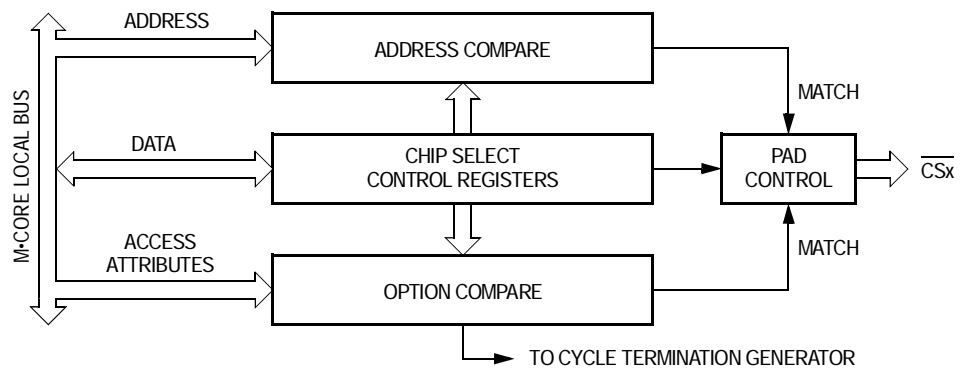 ADDRESS
ADDRESS COMPARE
MATCH
M•CORE LOCAL BUS
DATA
CHIP SELECT
CONTROL REGISTERS
PAD
CONTROL
CSx
ACCESS
ATTRIBUTES
MATCH
OPTION COMPARE
TO CYCLE TERMINATION GENERATOR